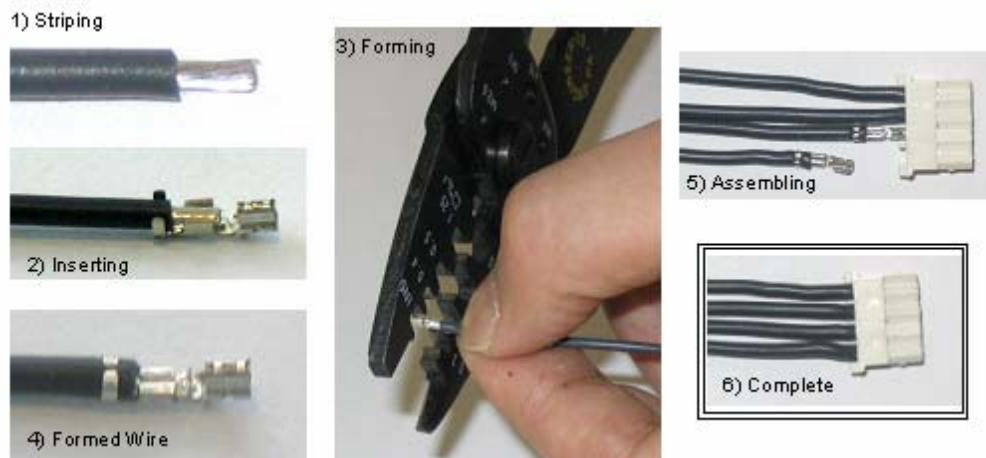 1) Striping
2) Inserting
3) Forming
4) Formed Wire
5) Assembling
6) Complete